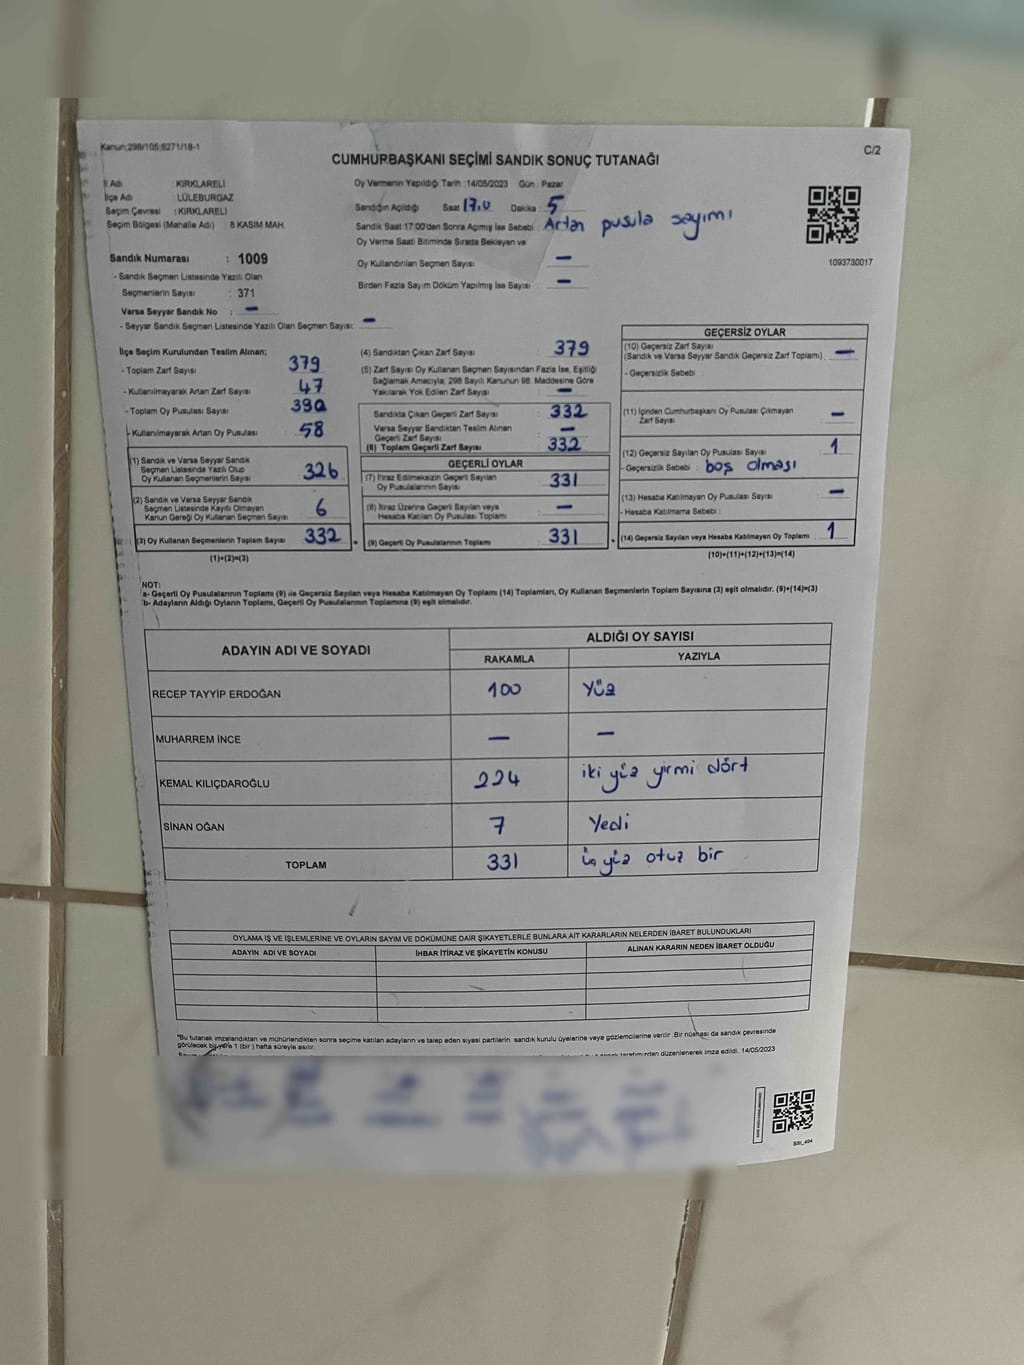 Kanun:298/105,6271/18-1
C/2
CUMHURBAŞKANI SEÇİMİ SANDIK SONUÇ TUTANAĞI
İl Adı : KIRKLARELİ
İlçe Adı : LÜLEBURGAZ
Seçim Çevresi : KIRKLARELİ
Seçim Bölgesi (Mahalle Adı) 8 KASIM MAH.
Oy Vermenin Yapıldığı Tarih :14/05/2023 Gün : Pazar
Sandığın Açıldığı Saat 17.0 Dakika : 5
Sandık Saat 17:00'den Sonra Açımış İse Sebebi : Artan pusula sayımı
Oy Verme Saati Bitiminde Sırada Bekleyen ve
Oy Kullandırılan Seçmen Sayısı —
Birden Fazla Sayım Döküm Yapılmış İse Sayısı —
1093730017
Sandık Numarası : 1009
- Sandık Seçmen Listesinde Yazılı Olan
Seçmenlerin Sayısı : 371
Varsa Seyyar Sandık No : —
- Seyyar Sandık Seçmen Listesinde Yazılı Olan Seçmen Sayısı: —
İlçe Seçim Kurulundan Teslim Alınan;
- Toplam Zarf Sayısı : 379
- Kullanılmayarak Artan Zarf Sayısı : 47
- Toplam Oy Pusulası Sayısı : 390
- Kullanılmayarak Artan Oy Pusulası : 58
(1) Sandık ve Varsa Seyyar Sandık
Seçmen Listesinde Yazılı Olup
Oy Kullanan Seçmenlerin Sayısı : 326
(2) Sandık ve Varsa Seyyar Sandık
Seçmen Listesinde Kayıtlı Olmayan
Kanun Gereği Oy Kullanan Seçmen Sayısı : 6
(3) Oy Kullanan Seçmenlerin Toplam Sayısı : 332
(1)+(2)=(3)
(4) Sandıktan Çıkan Zarf Sayısı : 379
(5) Zarf Sayısı Oy Kullanan Seçmen Sayısından Fazla İse, Eşitliği
Sağlamak Amacıyla; 298 Sayılı Kanunun 98. Maddesine Göre
Yakılarak Yok Edilen Zarf Sayısı : —
Sandıkta Çıkan Geçerli Zarf Sayısı : 332
Varsa Seyyar Sandıktan Teslim Alınan
Geçerli Zarf Sayısı : —
(6) Toplam Geçerli Zarf Sayısı : 332
GEÇERLİ OYLAR
(7) İtiraz Edilmeksizin Geçerli Sayılan
Oy Pusulalarının Sayısı : 331
(8) İtiraz Üzerine Geçerli Sayılan veya
Hesaba Katılan Oy Pusulası Toplamı : —
(9) Geçerli Oy Pusulalarının Toplamı : 331
GEÇERSİZ OYLAR
(10) Geçersiz Zarf Sayısı
(Sandık ve Varsa Seyyar Sandık Geçersiz Zarf Toplamı) : —
- Geçersizlik Sebebi :
(11) İçinden Cumhurbaşkanı Oy Pusulası Çıkmayan
Zarf Sayısı : —
(12) Geçersiz Sayılan Oy Pusulası Sayısı : 1
- Geçersizlik Sebebi : boş olması
(13) Hesaba Katılmayan Oy Pusulası Sayısı : —
- Hesaba Katılmama Sebebi :
(14) Geçersiz Sayılan veya Hesaba Katılmayan Oy Toplamı : 1
(10)+(11)+(12)+(13)=(14)
NOT:
a- Geçerli Oy Pusulalarının Toplamı (9) ile Geçersiz Sayılan veya Hesaba Katılmayan Oy Toplamı (14) Toplamları, Oy Kullanan Seçmenlerin Toplam Sayısına (3) eşit olmalıdır. (9)+(14)=(3)
b- Adayların Aldığı Oyların Toplamı, Geçerli Oy Pusulalarının Toplamına (9) eşit olmalıdır.
ADAYIN ADI VE SOYADI
ALDIĞI OY SAYISI
RAKAMLA YAZIYLA
RECEP TAYYİP ERDOĞAN 100 yüz
MUHARREM İNCE — —
KEMAL KILIÇDAROĞLU 224 iki yüz yirmi dört
SİNAN OĞAN 7 Yedi
TOPLAM 331 üç yüz otuz bir
OYLAMA İŞ VE İŞLEMLERİNE VE OYLARIN SAYIM VE DÖKÜMÜNE DAİR ŞİKAYETLERLE BUNLARA AİT KARARLARIN NELERDEN İBARET BULUNDUKLARI
ADAYIN ADI VE SOYADI İHBAR İTİRAZ VE ŞİKAYETİN KONUSU ALINAN KARARIN NEDEN İBARET OLDUĞU
"Bu tutanak imzalandıktan ve mühürlendikten sonra seçime katılan adayların ve talep eden siyasi partilerin sandık kurulu üyelerine veya gözlemcilerine verilir. Bir nüshası da sandık çevresinde
görülecek bir yere 1 (bir) hafta süreyle asılır.
tarafımızdan düzenlenerek imza edildi. 14/05/2023